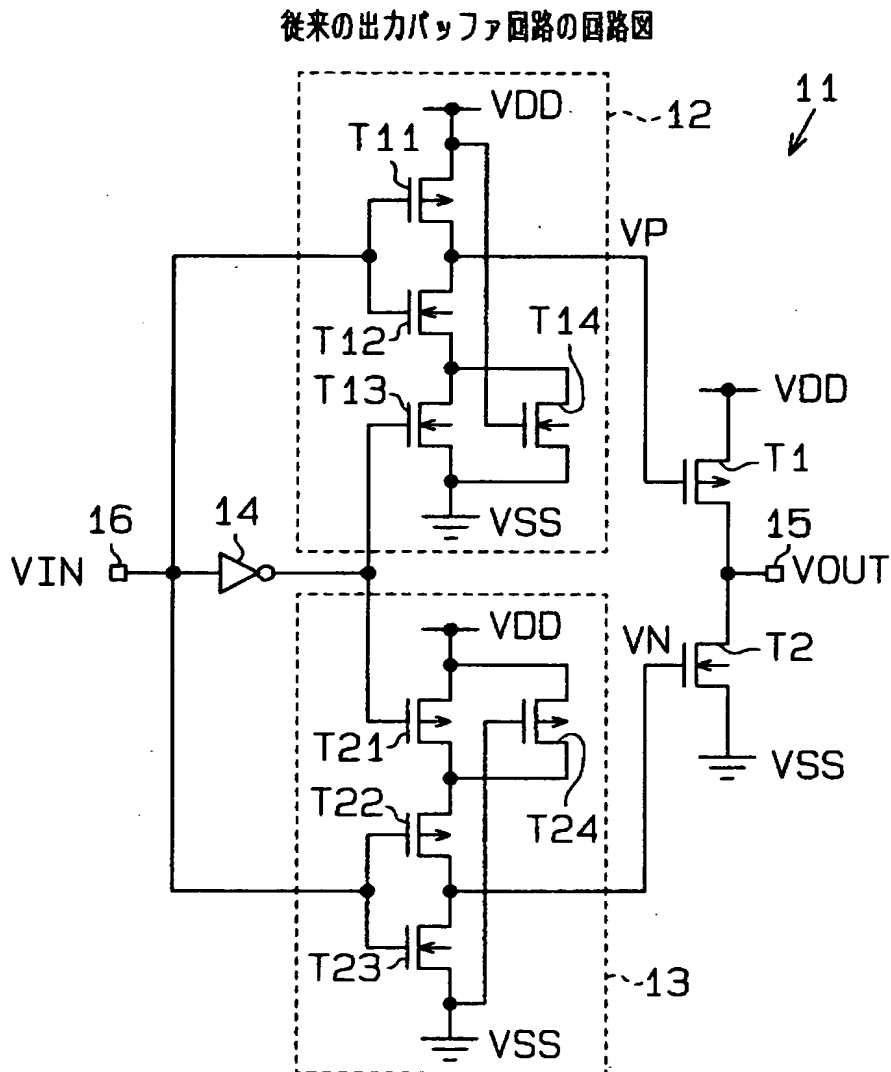 従来の出力バッファ回路の回路図
11
VDD
12
T11
VP
T12
T14
T13
VDD
T1
VSS
16
14
15
VIN
VOUT
VDD
VN
T2
T21
VSS
T22
T24
T23
13
VSS